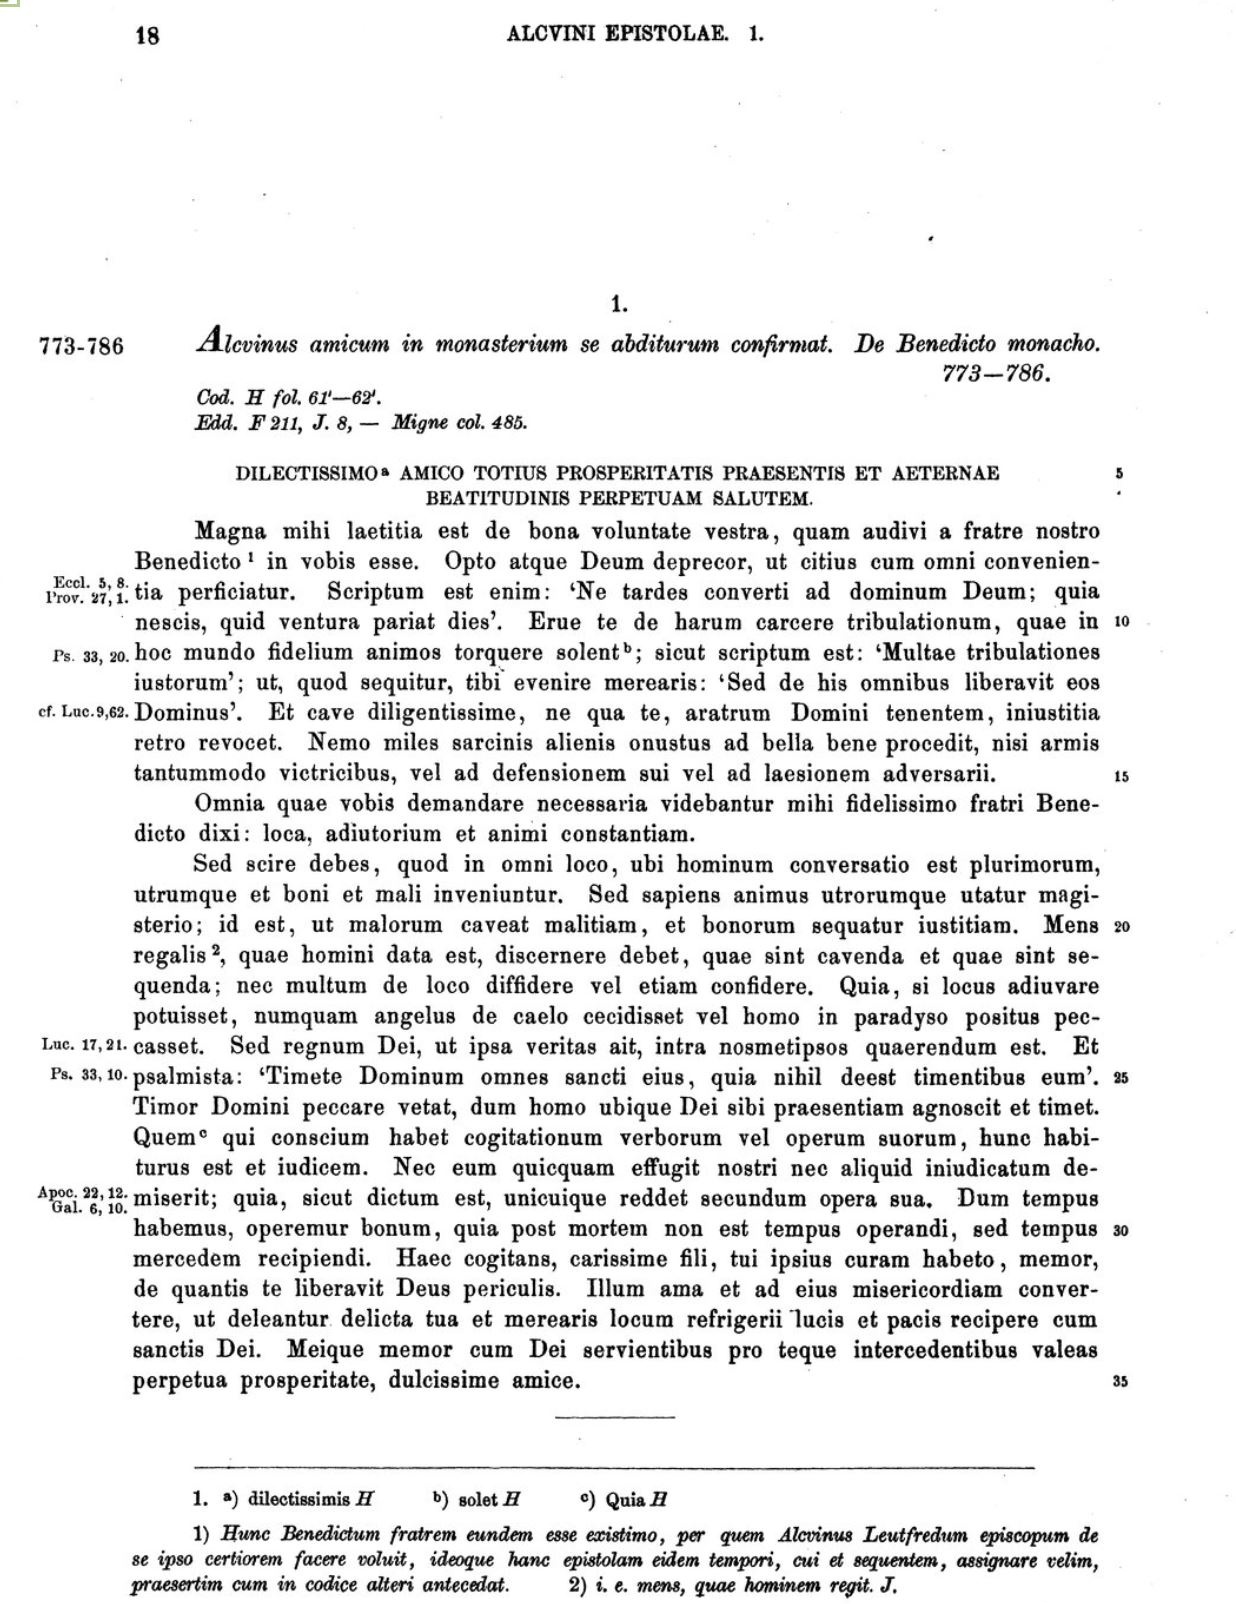 18 ALCVINI EPISTOLAE. 1.
1.
773-786 Alcvinus amicum in monasterium se abditurum confirmat. De Benedicto monacho.
773—786.
Cod. H fol. 61'—62'.
Edd. F 211, J. 8, — Migne col. 485.
DILECTISSIMOᵃ AMICO TOTIUS PROSPERITATIS PRAESENTIS ET AETERNAE 5
BEATITUDINIS PERPETUAM SALUTEM.
Magna mihi laetitia est de bona voluntate vestra, quam audivi a fratre nostro
Benedicto ¹ in vobis esse. Opto atque Deum deprecor, ut citius cum omni convenien-
Eccl. 5, 8.
Prov. 27, 1. tia perficiatur. Scriptum est enim: ‘Ne tardes converti ad dominum Deum; quia
nescis, quid ventura pariat dies’. Erue te de harum carcere tribulationum, quae in 10
Ps. 33, 20. hoc mundo fidelium animos torquere solentᵇ; sicut scriptum est: ‘Multae tribulationes
iustorum’; ut, quod sequitur, tibi evenire merearis: ‘Sed de his omnibus liberavit eos
cf. Luc. 9,62. Dominus’. Et cave diligentissime, ne qua te, aratrum Domini tenentem, iniustitia
retro revocet. Nemo miles sarcinis alienis onustus ad bella bene procedit, nisi armis
tantummodo victricibus, vel ad defensionem sui vel ad laesionem adversarii. 15
Omnia quae vobis demandare necessaria videbantur mihi fidelissimo fratri Bene-
dicto dixi: loca, adiutorium et animi constantiam.
Sed scire debes, quod in omni loco, ubi hominum conversatio est plurimorum,
utrumque et boni et mali inveniuntur. Sed sapiens animus utrorumque utatur magi-
sterio; id est, ut malorum caveat malitiam, et bonorum sequatur iustitiam. Mens 20
regalis ², quae homini data est, discernere debet, quae sint cavenda et quae sint se-
quenda; nec multum de loco diffidere vel etiam confidere. Quia, si locus adiuvare
potuisset, numquam angelus de caelo cecidisset vel homo in paradyso positus pec-
Luc. 17, 21. casset. Sed regnum Dei, ut ipsa veritas ait, intra nosmetipsos quaerendum est. Et
Ps. 33, 10. psalmista: ‘Timete Dominum omnes sancti eius, quia nihil deest timentibus eum’. 25
Timor Domini peccare vetat, dum homo ubique Dei sibi praesentiam agnoscit et timet.
Quemᶜ qui conscium habet cogitationum verborum vel operum suorum, hunc habi-
turus est et iudicem. Nec eum quicquam effugit nostri nec aliquid iniudicatum de-
Apoc. 22, 12.
Gal. 6, 10. miserit; quia, sicut dictum est, unicuique reddet secundum opera sua. Dum tempus
habemus, operemur bonum, quia post mortem non est tempus operandi, sed tempus 30
mercedem recipiendi. Haec cogitans, carissime fili, tui ipsius curam habeto, memor,
de quantis te liberavit Deus periculis. Illum ama et ad eius misericordiam conver-
tere, ut deleantur delicta tua et merearis locum refrigerii lucis et pacis recipere cum
sanctis Dei. Meique memor cum Dei servientibus pro teque intercedentibus valeas
perpetua prosperitate, dulcissime amice. 35
1. ᵃ) dilectissimis H ᵇ) solet H ᶜ) Quia H
1) Hunc Benedictum fratrem eundem esse existimo, per quem Alcvinus Leutfredum episcopum de
se ipso certiorem facere voluit, ideoque hanc epistolam eidem tempori, cui et sequentem, assignare velim,
praesertim cum in codice alteri antecedat. 2) i. e. mens, quae hominem regit. J.